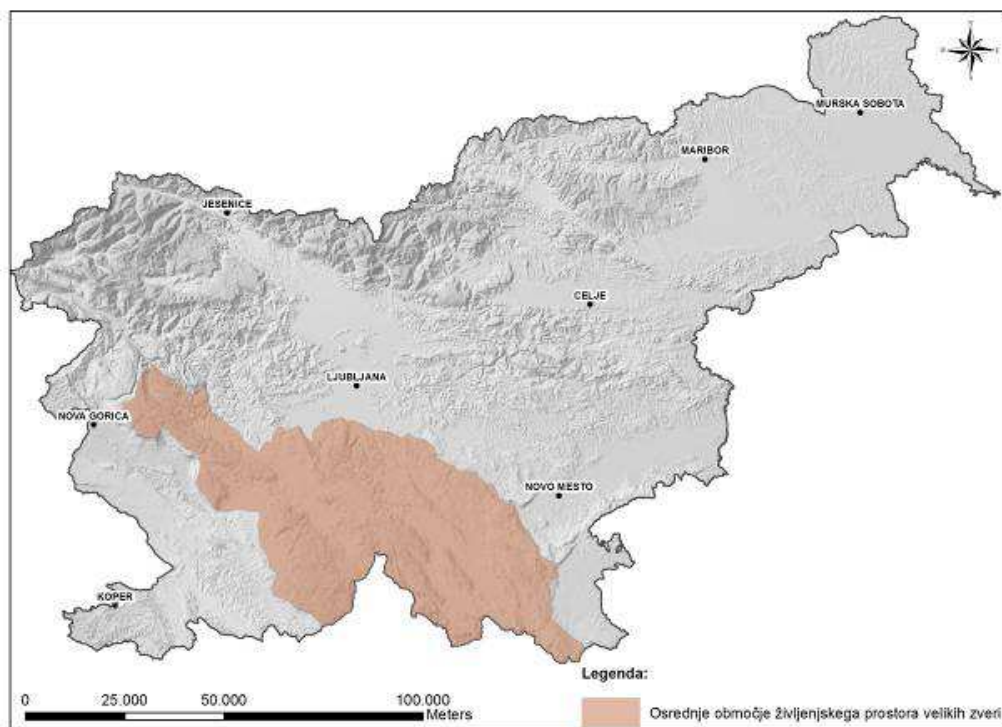 MURSKA SOBOTA
MARIBOR
JESENICE
CELJE
LJUBLJANA
NOVA GORICA
NOVO MESTO
KOPER
Legenda:
0 25.000 50.000 100.000
Meters
Osrednje območje življenjskega prostora velikih zveri